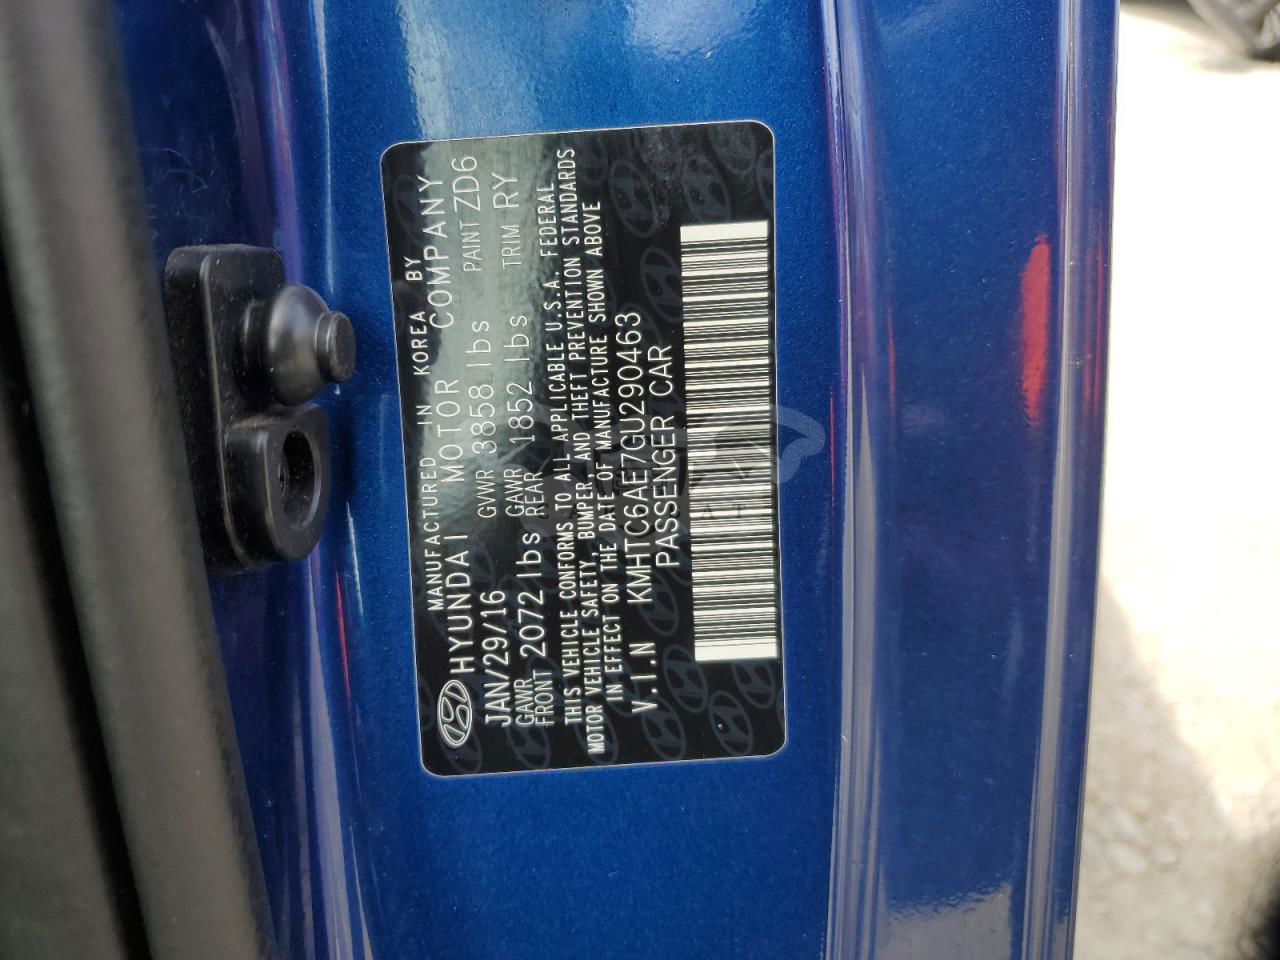 MANUFACTURED IN KOREA BY
HYUNDAI MOTOR COMPANY
JAN/29/16 GVWR 3858 lbs PAINT ZD6
GAWR FRONT 2072 lbs GAWR REAR 1852 lbs TRIM RY
THIS VEHICLE CONFORMS TO ALL APPLICABLE U.S.A. FEDERAL
MOTOR VEHICLE SAFETY, BUMPER, AND THEFT PREVENTION STANDARDS
IN EFFECT ON THE DATE OF MANUFACTURE SHOWN ABOVE
V.I.N KMHTC6AE7GU290463
PASSENGER CAR